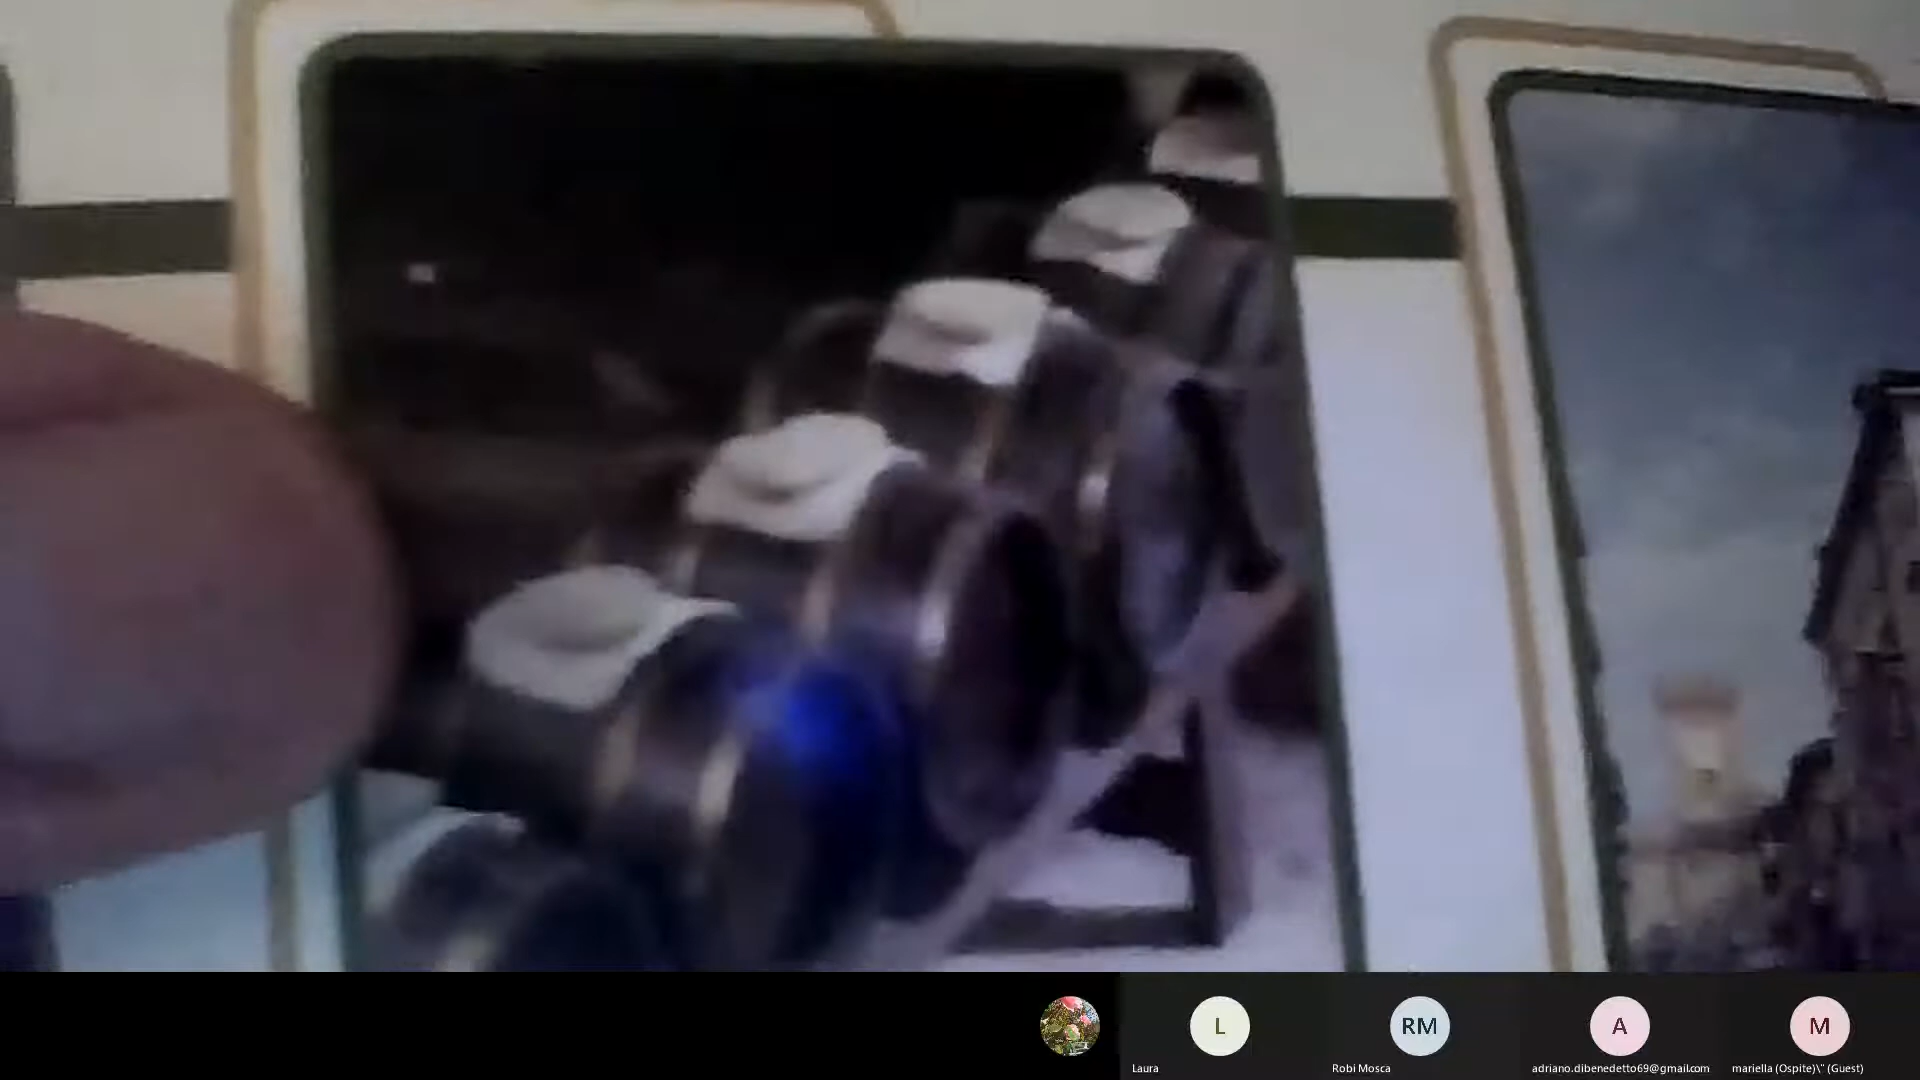 L
RM
A
M
Laura
Robi Mosca
adriano.dibenedetto69@gmail.com
mariella (Ospite)\" (Guest)